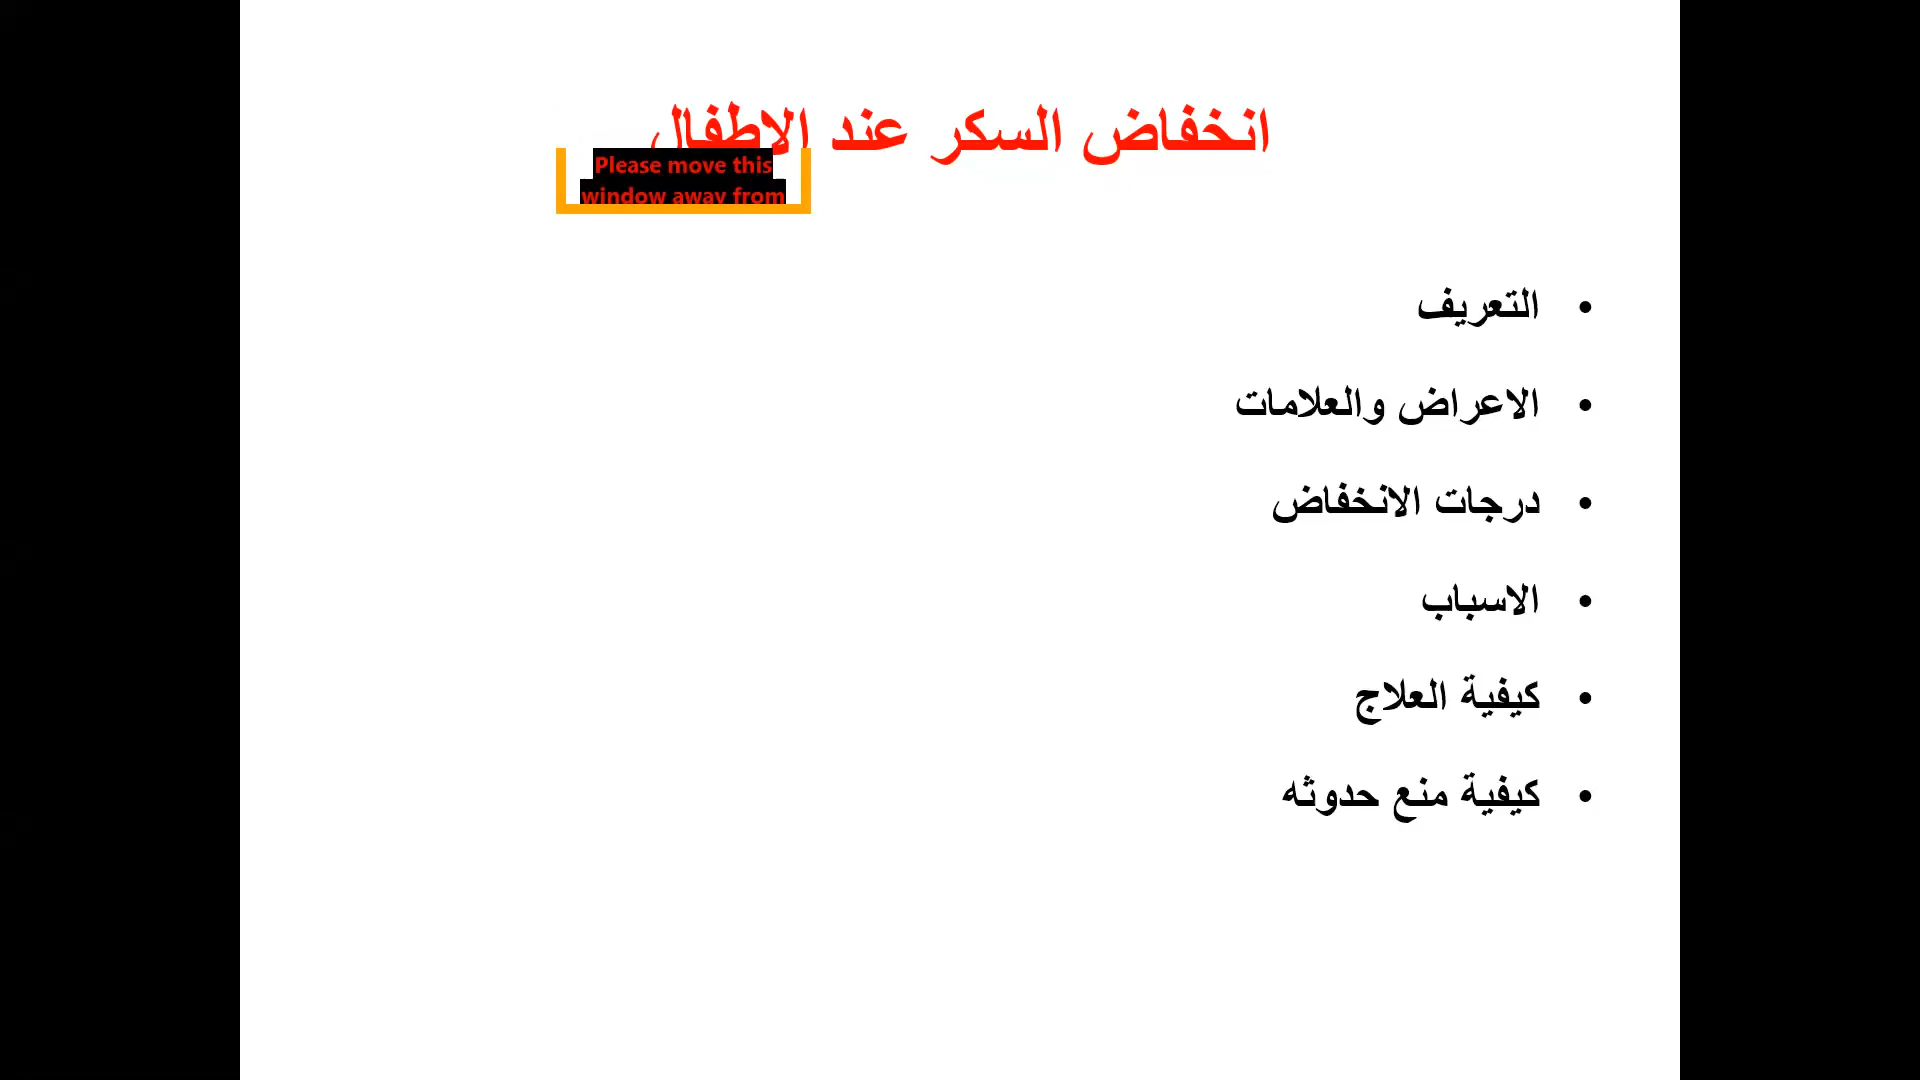 انخفاض السكر عند الاطفال
Please move this
window away from
• التعريف
• الاعراض والعلامات
• درجات الانخفاض
• الاسباب
• كيفية العلاج
• كيفية منع حدوثه